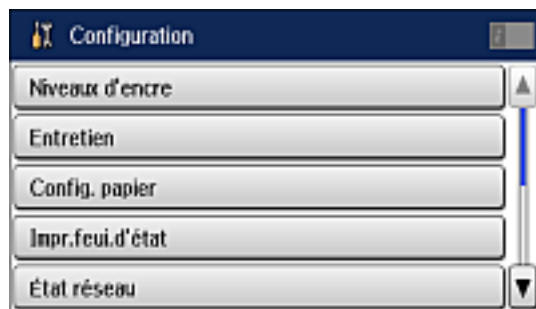 Configuration
Niveaux d'encre
Entretien
Config. papier
Impr.feui.d'état
État réseau